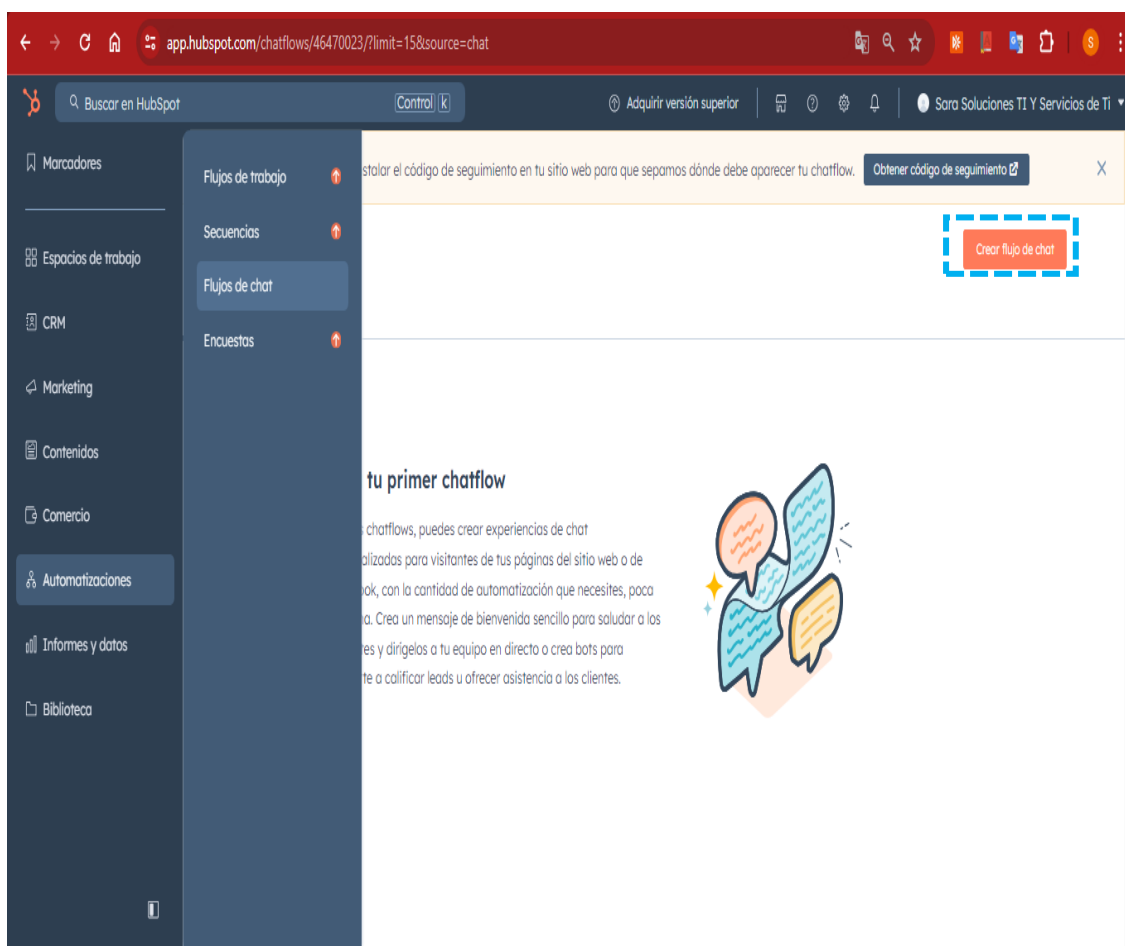 app.hubspot.com/chatflows/46470023/?limit=15&source=chat
S
Buscar en HubSpot
Control k
Adquirir versión superior
Sara Soluciones TI Y Servicios de Ti
Marcadores
Espacios de trabajo
CRM
Marketing
Contenidos
Comercio
Automatizaciones
Informes y datos
Biblioteca
Flujos de trabajo
Secuencias
Flujos de chat
Encuestas
stalar el código de seguimiento en tu sitio web para que sepamos dónde debe aparecer tu chatflow.
Obtener código de seguimiento
Crear flujo de chat
tu primer chatflow
chatflows, puedes crear experiencias de chat
alizadas para visitantes de tus páginas del sitio web o de
ok, con la cantidad de automatización que necesites, poca
a. Crea un mensaje de bienvenida sencillo para saludar a los
es y dirígelos a tu equipo en directo o crea bots para
te a calificar leads u ofrecer asistencia a los clientes.